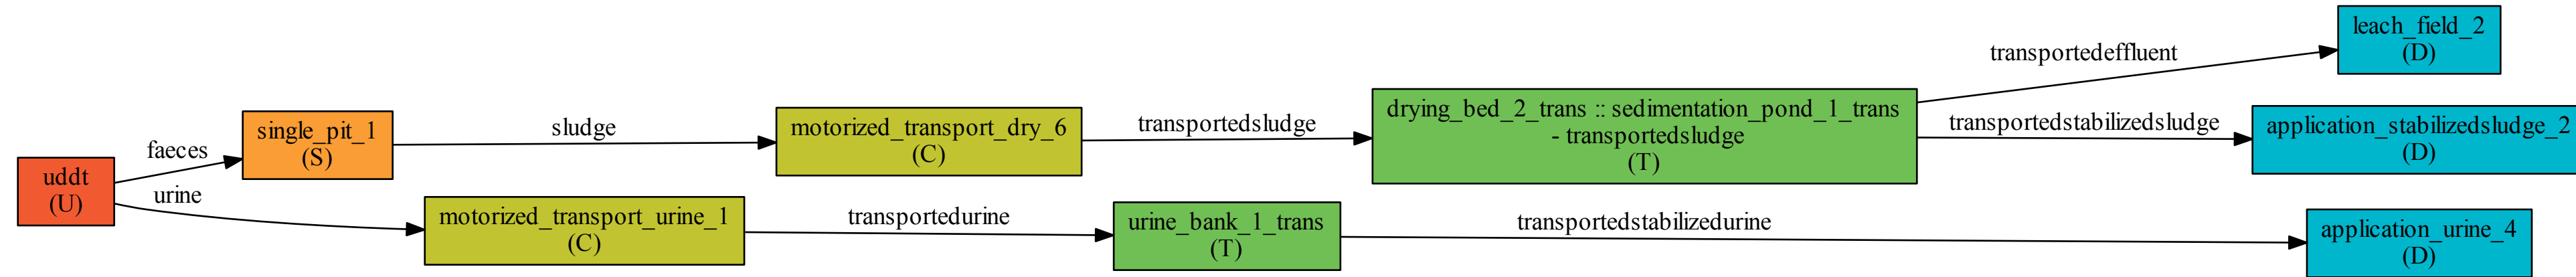 leach_field_2
(D)
transportedeffluent
drying_bed_2_trans :: sedimentation_pond_1_trans
- transportedsludge
(T)
transportedstabilizedsludge
application_stabilizedsludge_2
(D)
single_pit_1
(S)
sludge
motorized_transport_dry_6
(C)
transportedsludge
faeces
uddt
(U)
urine
motorized_transport_urine_1
(C)
transportedurine
urine_bank_1_trans
(T)
transportedstabilizedurine
application_urine_4
(D)